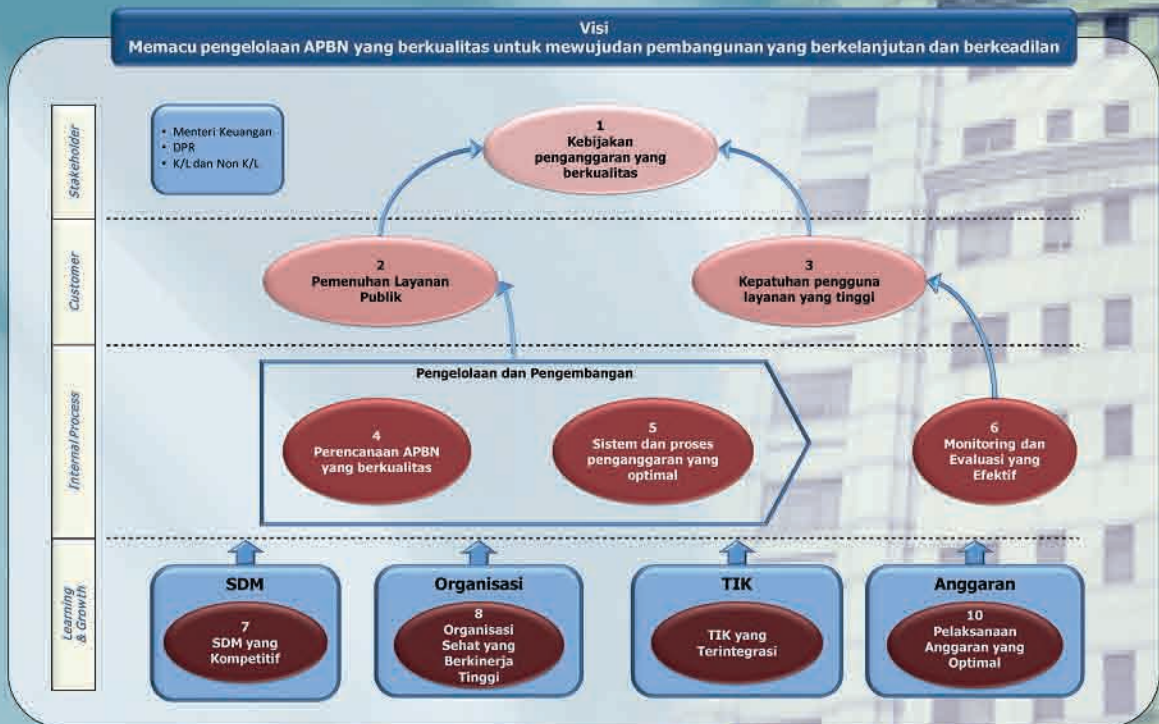 Visi
Memacu pengelolaan APBN yang berkualitas untuk mewujudan pembangunan yang berkelanjutan dan berkeadilan
Stakeholder
• Menteri Keuangan
• DPR
• K/L dan Non K/L
1
Kebijakan
penganggaran yang
berkualitas
Customer
2
Pemenuhan Layanan
Publik
3
Kepatuhan pengguna
layanan yang tinggi
Internal Process
Pengelolaan dan Pengembangan
4
Perencanaan APBN
yang berkualitas
5
Sistem dan proses
penganggaran yang
optimal
6
Monitoring dan
Evaluasi yang
Efektif
Learning
& Growth
SDM
7
SDM yang
Kompetitif
Organisasi
8
Organisasi
Sehat yang
Berkinerja
Tinggi
TIK
TIK yang
Terintegrasi
Anggaran
10
Pelaksanaan
Anggaran yang
Optimal